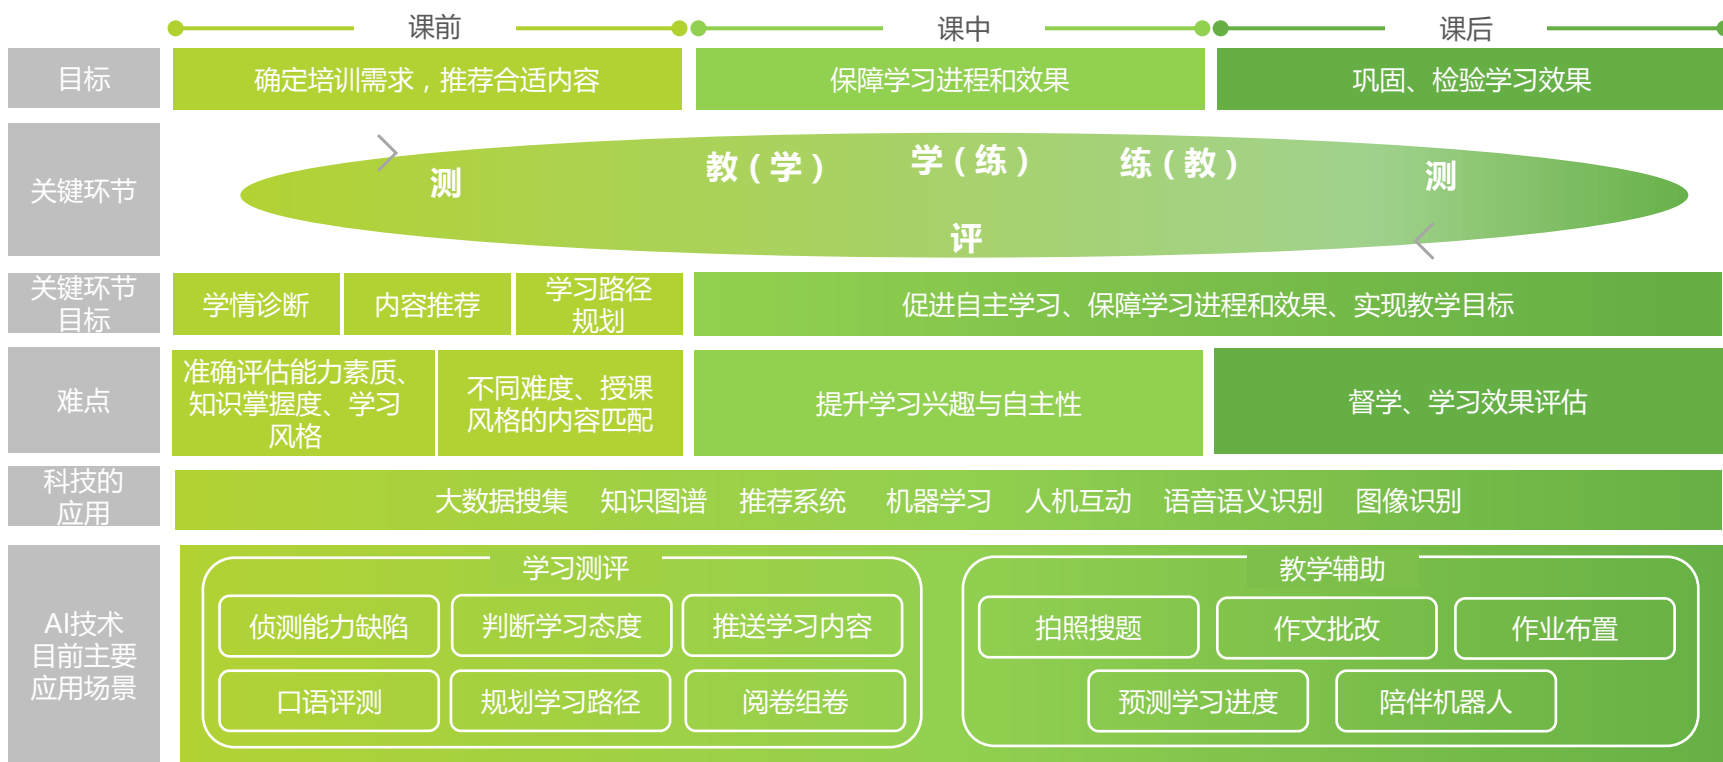 课前
课中
课后
目标
确定培训需求，推荐合适内容
保障学习进程和效果
巩固、检验学习效果
关键环节
测
教（学）
学（练）
练（教）
测
评
关键环节
目标
学情诊断
内容推荐
学习路径
规划
促进自主学习、保障学习进程和效果、实现教学目标
难点
准确评估能力素质、
知识掌握度、学习
风格
不同难度、授课
风格的内容匹配
提升学习兴趣与自主性
督学、学习效果评估
科技的
应用
大数据搜集 知识图谱 推荐系统 机器学习 人机互动 语音语义识别 图像识别
AI技术
目前主要
应用场景
学习测评
侦测能力缺陷
判断学习态度
推送学习内容
口语评测
规划学习路径
阅卷组卷
教学辅助
拍照搜题
作文批改
作业布置
预测学习进度
陪伴机器人